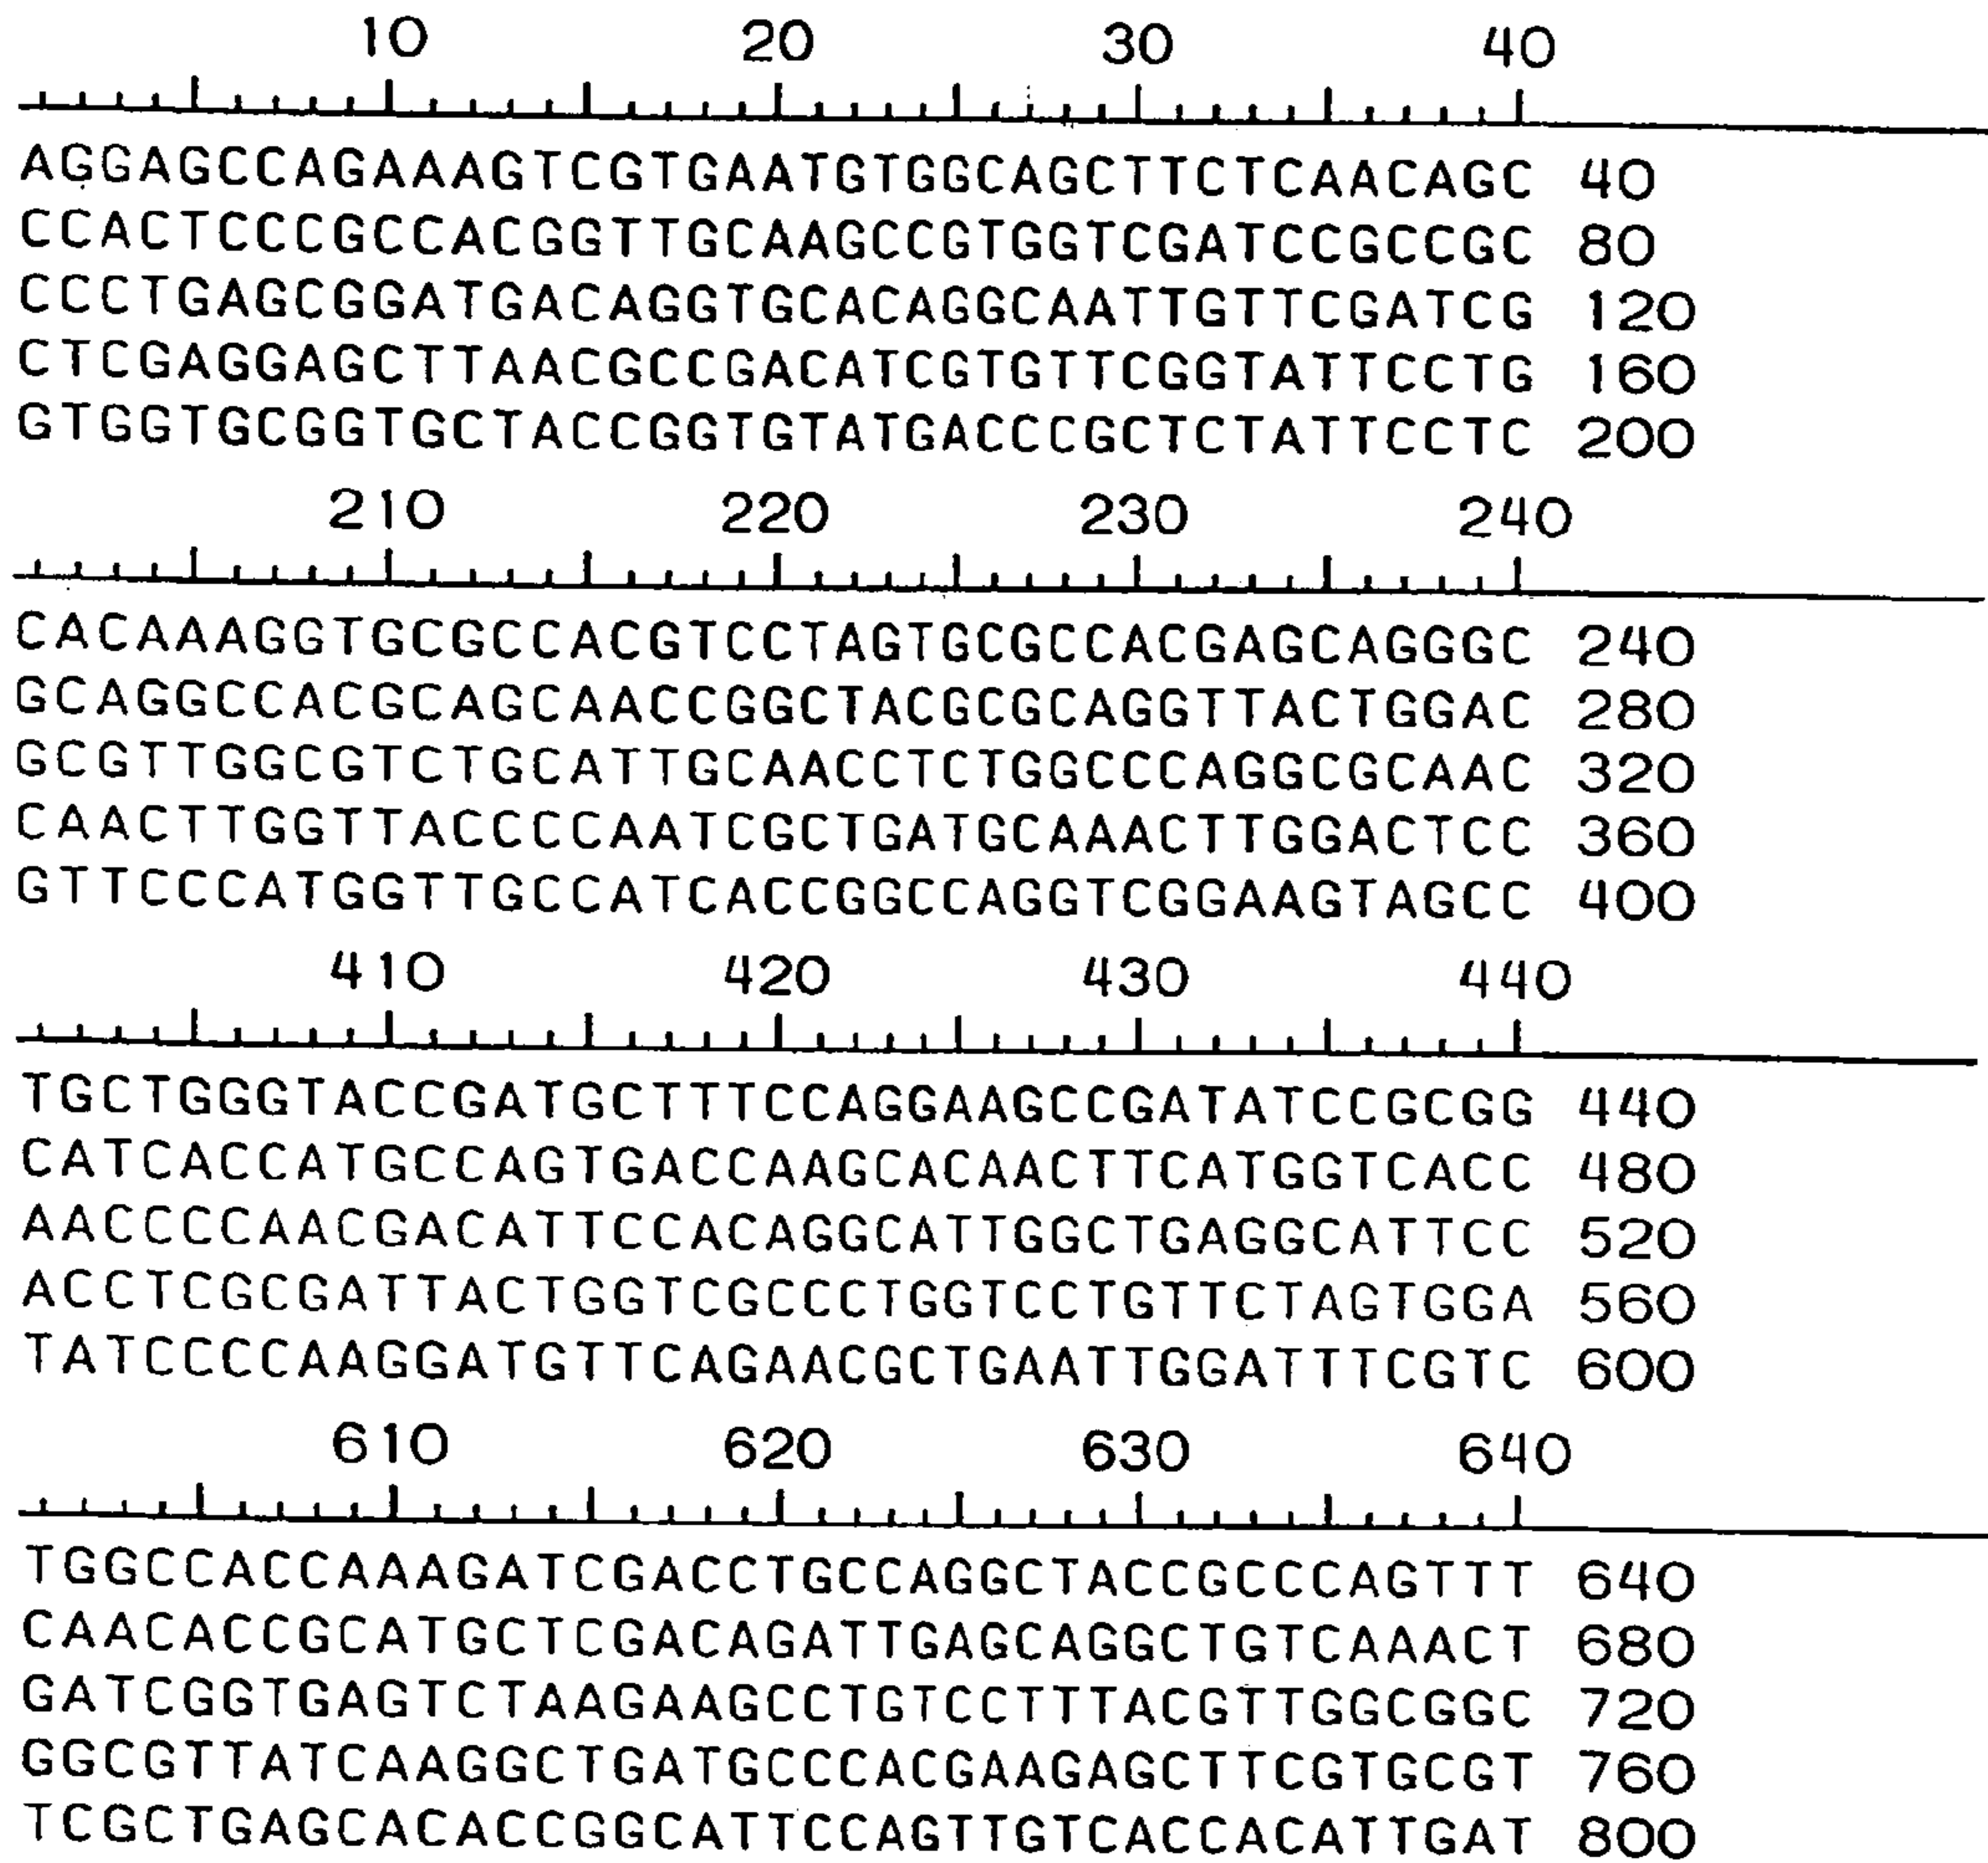 10 20 30 40
AGGAGCCAGAAAGTCGTGAATGTGGCAGCTTCTCAACAGC 40
CCACTCCCGCCACGGTTGCAAGCCGTGGTCGATCCGCCGC 80
CCCTGAGCGGATGACAGGTGCACAGGCAATTGTTCGATCG 120
CTCGAGGAGCTTAACGCCGACATCGTGTTCGGTATTCCTG 160
GTGGTGCGGTGCTACCGGTGTATGACCCGCTCTATTCCTC 200
210 220 230 240
CACAAAGGTGCGCCACGTCCTAGTGCGCCACGAGCAGGGC 240
GCAGGCCACGCAGCAACCGGCTACGCGCAGGTTACTGGAC 280
GCGTTGGCGTCTGCATTGCAACCTCTGGCCCAGGCGCAAC 320
CAACTTGGTTACCCCAATCGCTGATGCAAACTTGGACTCC 360
GTTCCCATGGTTGCCATCACCGGCCAGGTCGGAAGTAGCC 400
410 420 430 440
TGCTGGGTACCGATGCTTTCCAGGAAGCCGATATCCGCGG 440
CATCACCATGCCAGTGACCAAGCACAACTTCATGGTCACC 480
AACCCCAACGACATTCCACAGGCATTGGCTGAGGCATTCC 520
ACCTCGCGATTACTGGTCGCCCTGGTCCTGTTCTAGTGGA 560
TATCCCCAAGGATGTTCAGAACGCTGAATTGGATTTCGTC 600
610 620 630 640
TGGCCACCAAAGATCGACCTGCCAGGCTACCGCCCAGTTT 640
CAACACCGCATGCTCGACAGATTGAGCAGGCTGTCAAACT 680
GATCGGTGAGTCTAAGAAGCCTGTCCTTTACGTTGGCGGC 720
GGCGTTATCAAGGCTGATGCCCACGAAGAGCTTCGTGCGT 760
TCGCTGAGCACACCGGCATTCCAGTTGTCACCACATTGAT 800